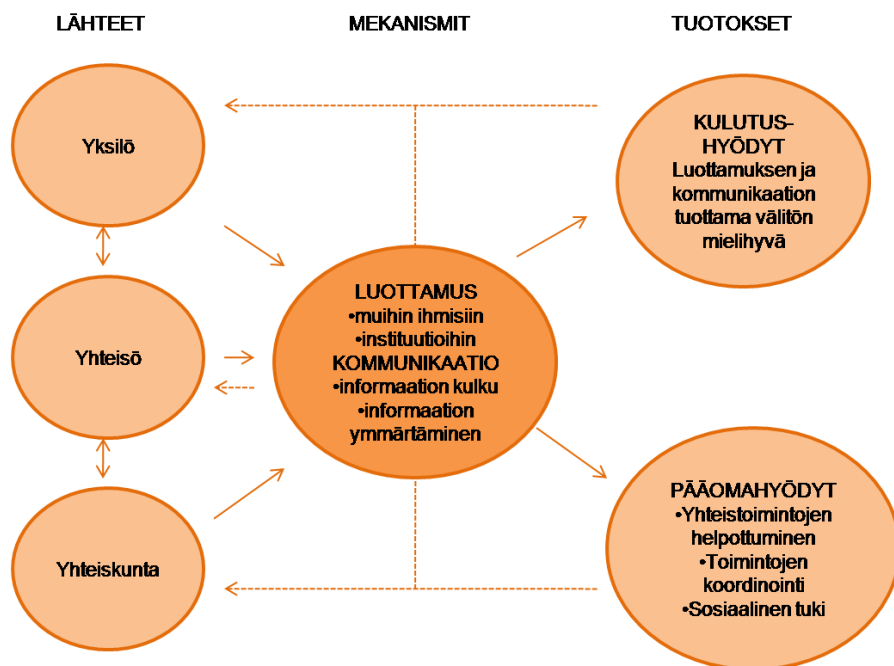 LÄHTEET
MEKANISMIT
TUOTOKSET
Yksilö
Yhteisö
Yhteiskunta
LUOTTAMUS
•muihin ihmisiin
•instituutioihin
KOMMUNIKAATIO
•informaation kulku
•informaation
ymmärtäminen
KULUTUS-
HYÖDYT
Luottamuksen ja
kommunikaation
tuottama välitön
mielihyvä
PÄÄOMAHYÖDYT
•Yhteistoimintojen
helpottuminen
•Toimintojen
koordinointi
•Sosiaalinen tuki